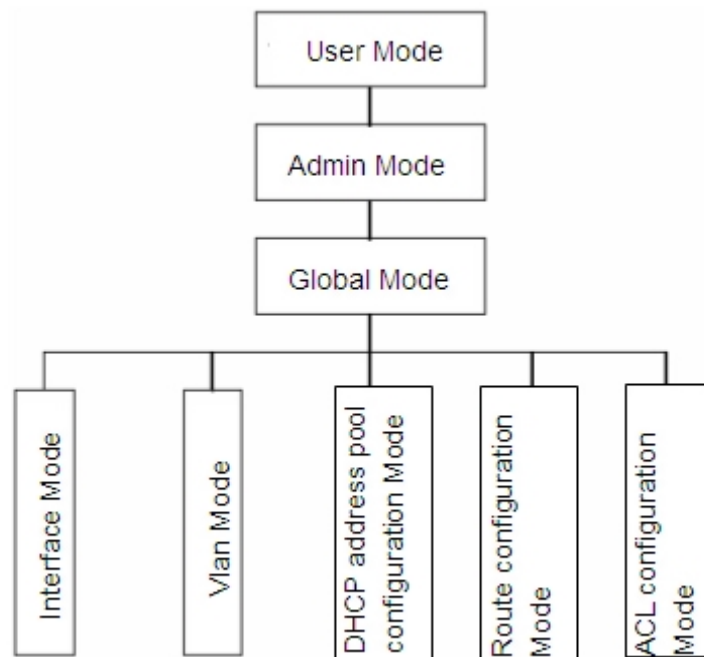 User Mode
Admin Mode
Global Mode
Interface Mode
Vlan Mode
DHCP address pool
configuration Mode
Route configuration
Mode
ACL configuration
Mode